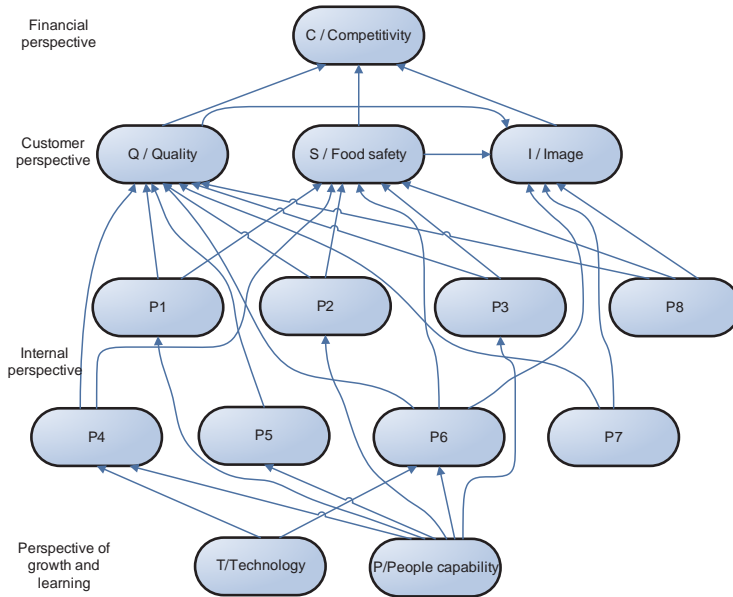 Financial
perspective
C / Competitivity
Customer
perspective
Q / Quality
S / Food safety
I / Image
P1
P2
P3
P8
Internal
perspective
P4
P5
P6
P7
Perspective of
growth and
learning
T/Technology
P/People capability